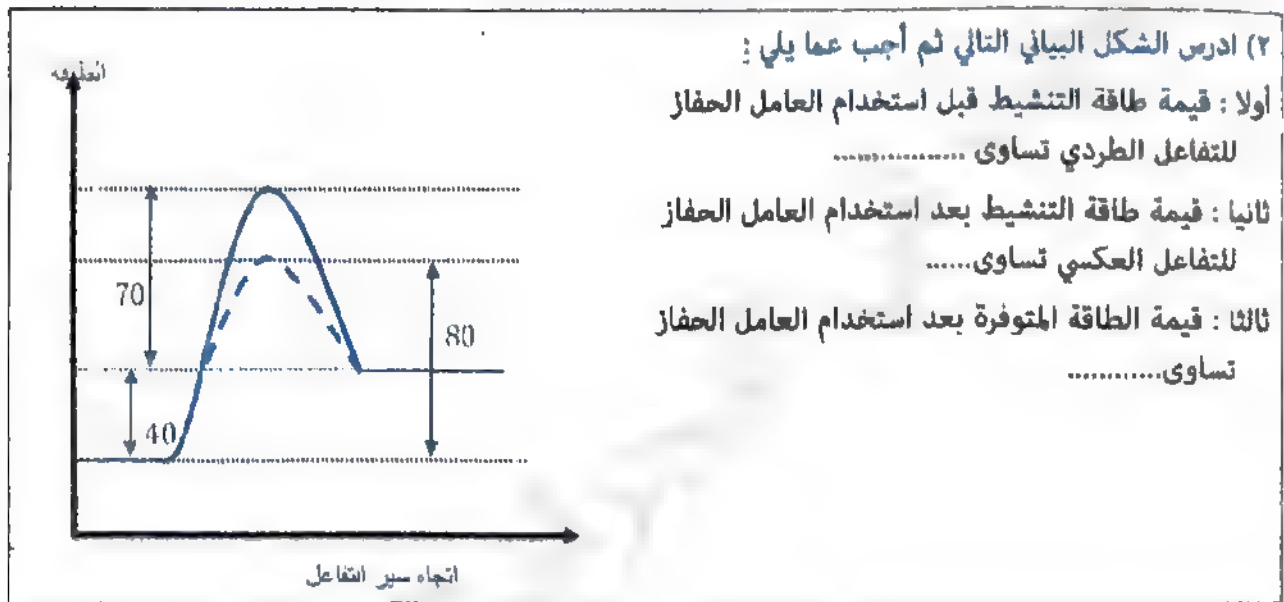 ٢) ادرس الشكل البياني التالي ثم أجب عما يلي :
أولا : قيمة طاقة التنشيط قبل استخدام العامل الحفاز
للتفاعل الطردي تساوى ................
ثانيا : قيمة طاقة التنشيط بعد استخدام العامل الحفاز
للتفاعل العكسي تساوى......
ثالثا : قيمة الطاقة المتوفرة بعد استخدام العامل الحفاز
تساوى............
70
80
40
اتجاه سير التفاعل